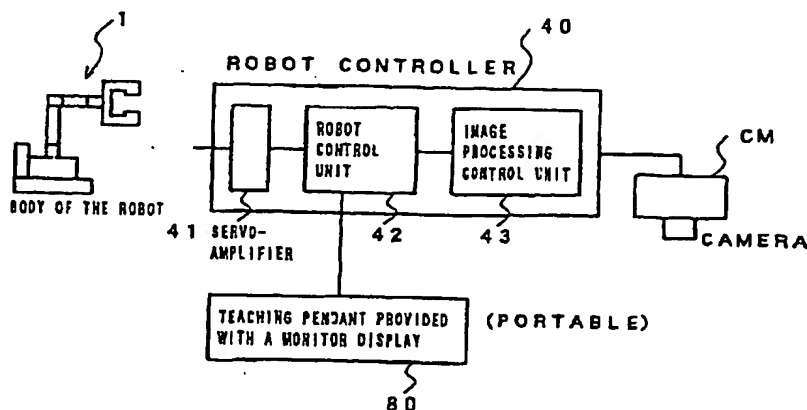 1
40
ROBOT CONTROLLER
ROBOT
CONTROL
UNIT
IMAGE
PROCESSING
CONTROL UNIT
CM
BODY OF THE ROBOT
41 SERVO-
AMPLIFIER
42
43
CAMERA
TEACHING PENDANT PROVIDED
WITH A MONITOR DISPLAY
(PORTABLE)
80